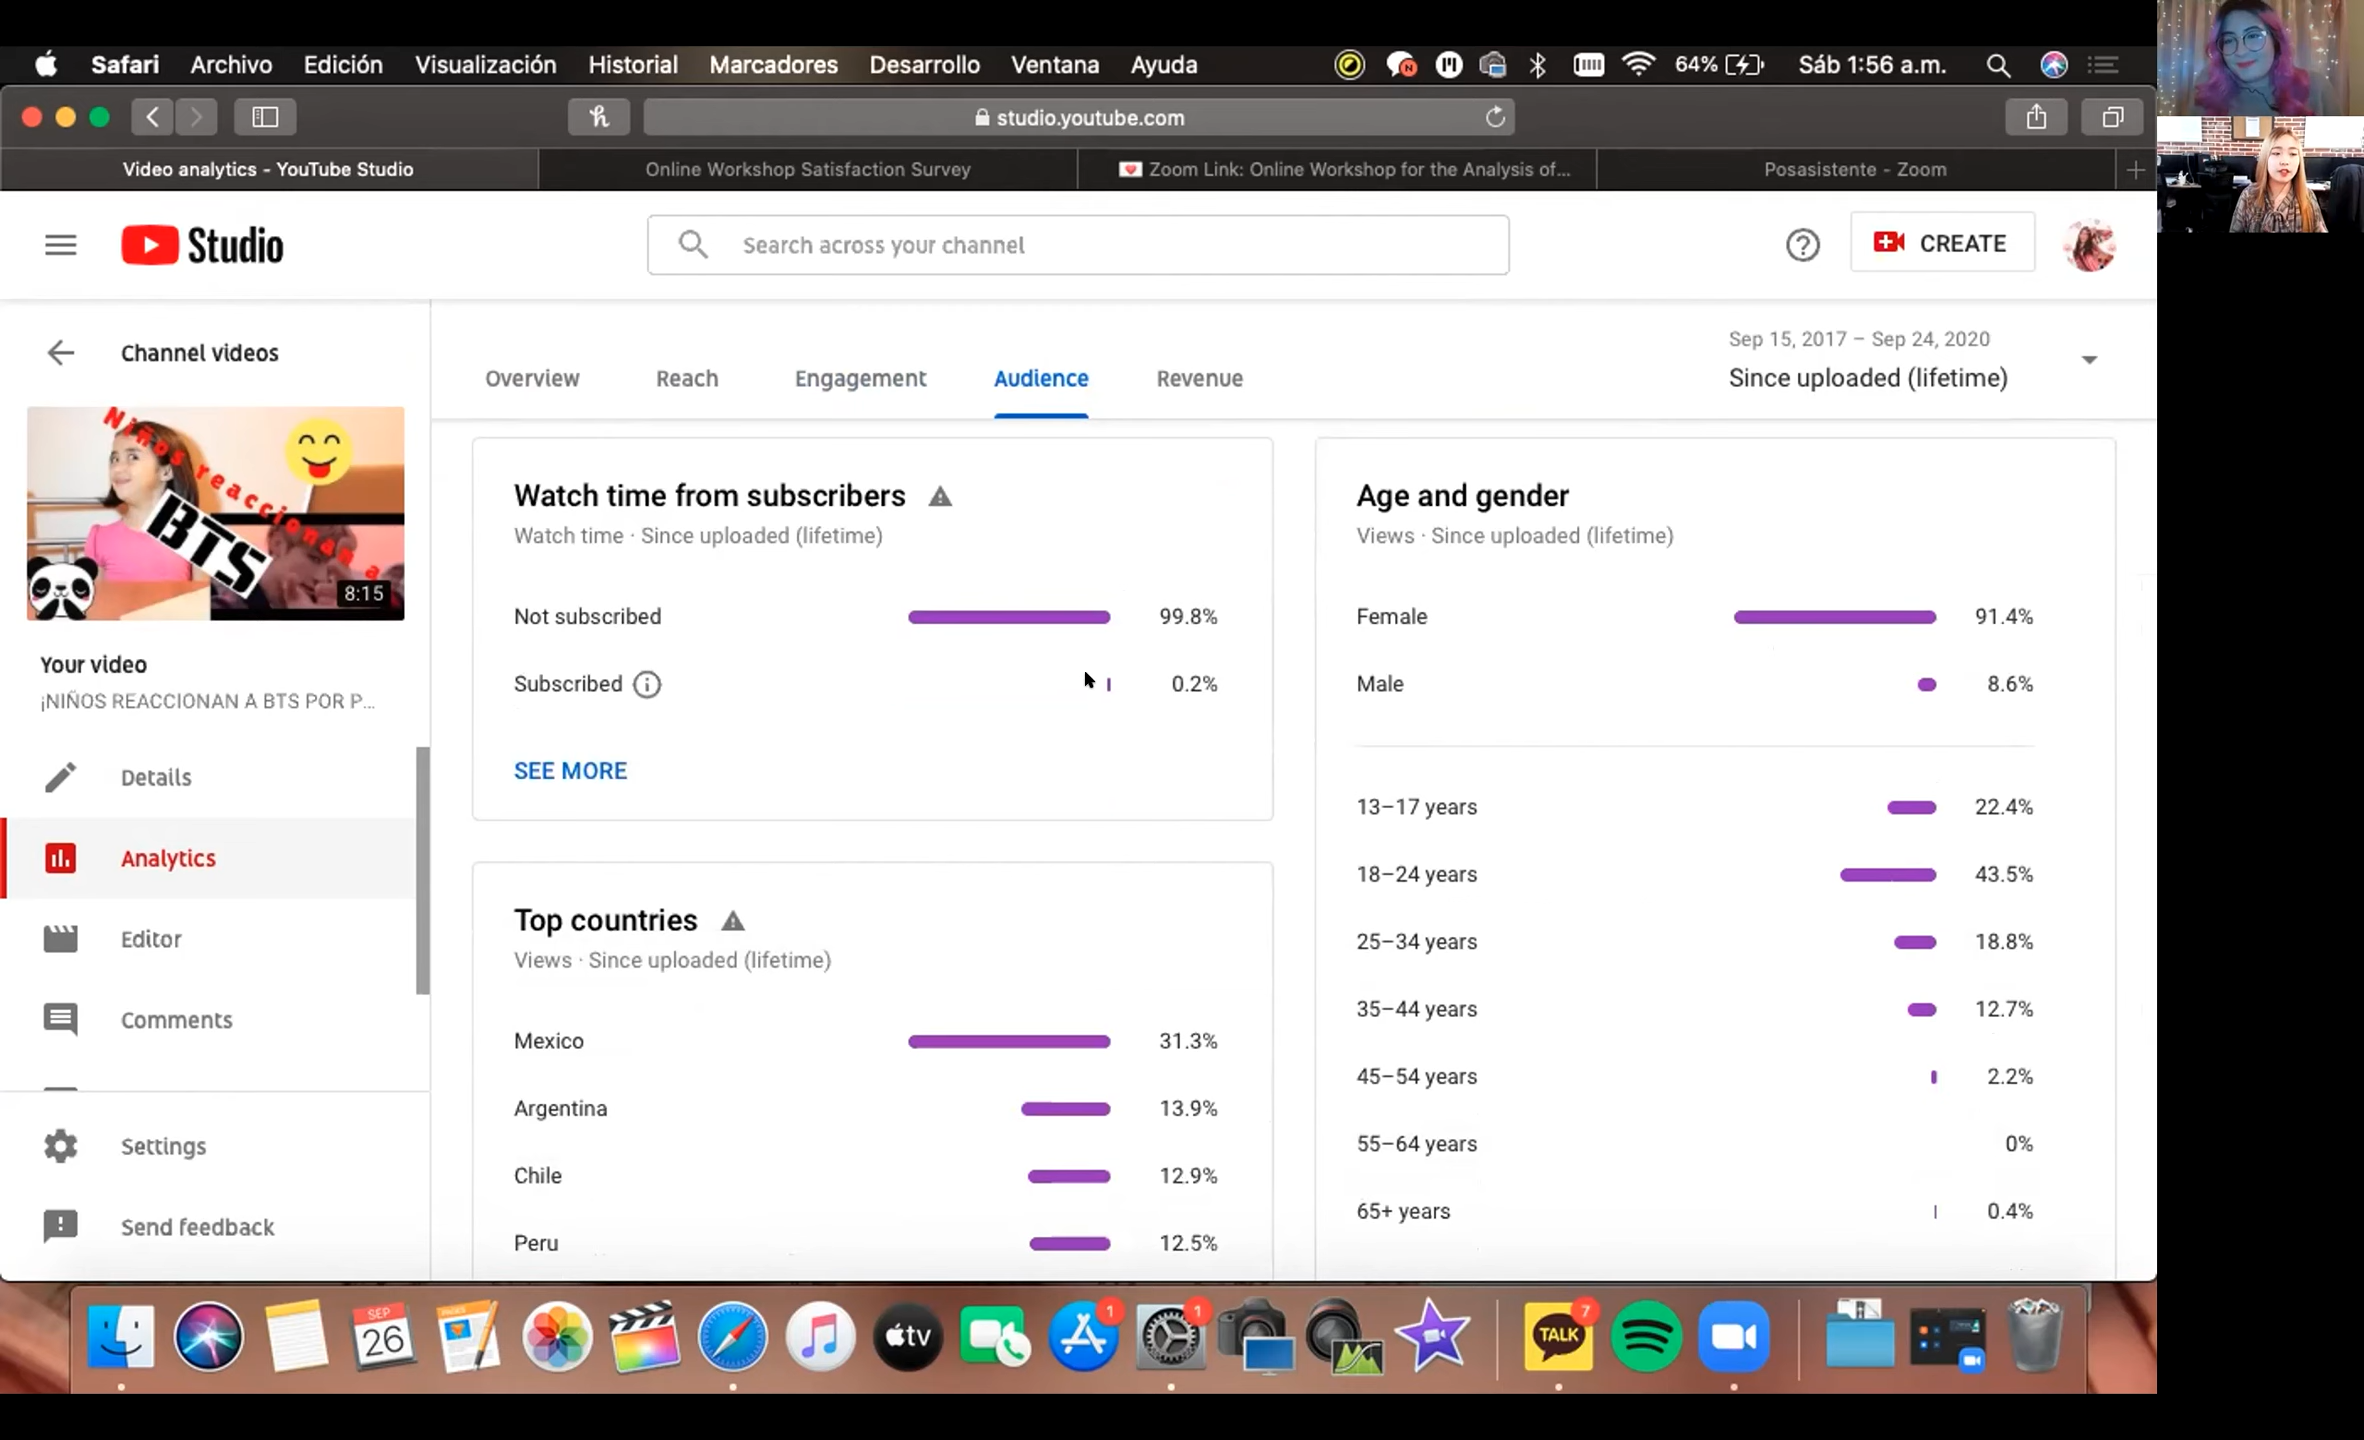 Safari Archivo Edición Visualización Historial Marcadores Desarrollo Ventana Ayuda 64% Sáb 1:56 a.m.
studio.youtube.com
Video analytics - YouTube Studio Online Workshop Satisfaction Survey Zoom Link: Online Workshop for the Analysis of... Posasistente - Zoom
Studio Search across your channel CREATE
Channel videos
Niños reaccionan a
BTS
8:15
Your video
¡NIÑOS REACCIONAN A BTS POR P...
Details
Analytics
Editor
Comments
Settings
Send feedback
Overview Reach Engagement Audience Revenue
Sep 15, 2017 – Sep 24, 2020
Since uploaded (lifetime)
Watch time from subscribers
Watch time · Since uploaded (lifetime)
Not subscribed 99.8%
Subscribed 0.2%
SEE MORE
Top countries
Views · Since uploaded (lifetime)
Mexico 31.3%
Argentina 13.9%
Chile 12.9%
Peru 12.5%
Age and gender
Views · Since uploaded (lifetime)
Female 91.4%
Male 8.6%
13–17 years 22.4%
18–24 years 43.5%
25–34 years 18.8%
35–44 years 12.7%
45–54 years 2.2%
55–64 years 0%
65+ years 0.4%
SEP
26
PAGES
tv
1
1
TALK
7